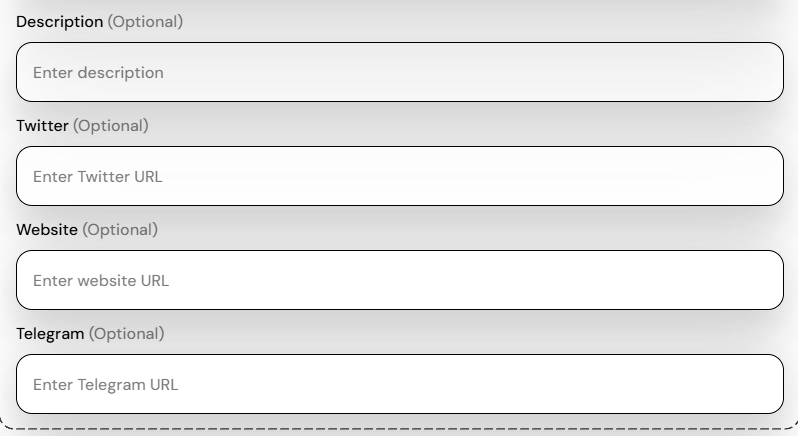 Description (Optional)
Enter description
Twitter (Optional)
Enter Twitter URL
Website (Optional)
Enter website URL
Telegram (Optional)
Enter Telegram URL